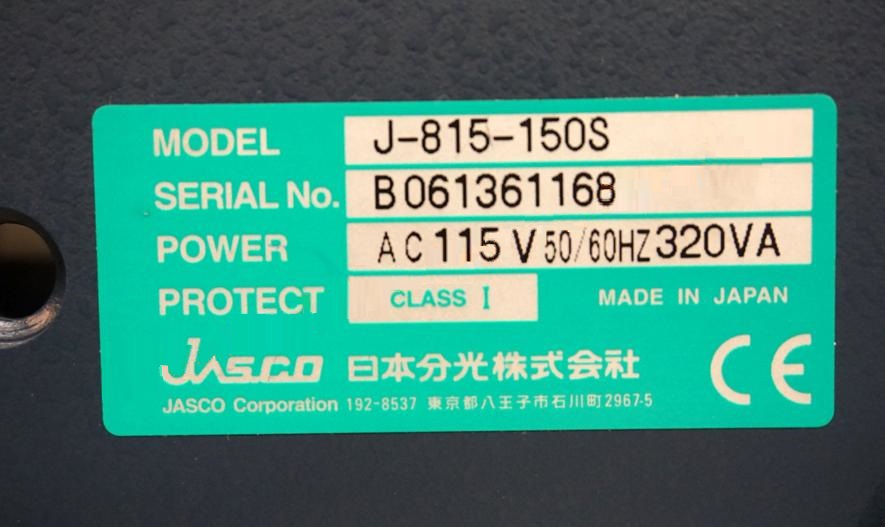 MODEL J-815-150S
SERIAL No. B061361168
POWER AC 115 V 50/60HZ 320VA
PROTECT CLASS I MADE IN JAPAN
JASCO 日本分光株式会社 CE
JASCO Corporation 192-8537 東京都八王子市石川町2967-5